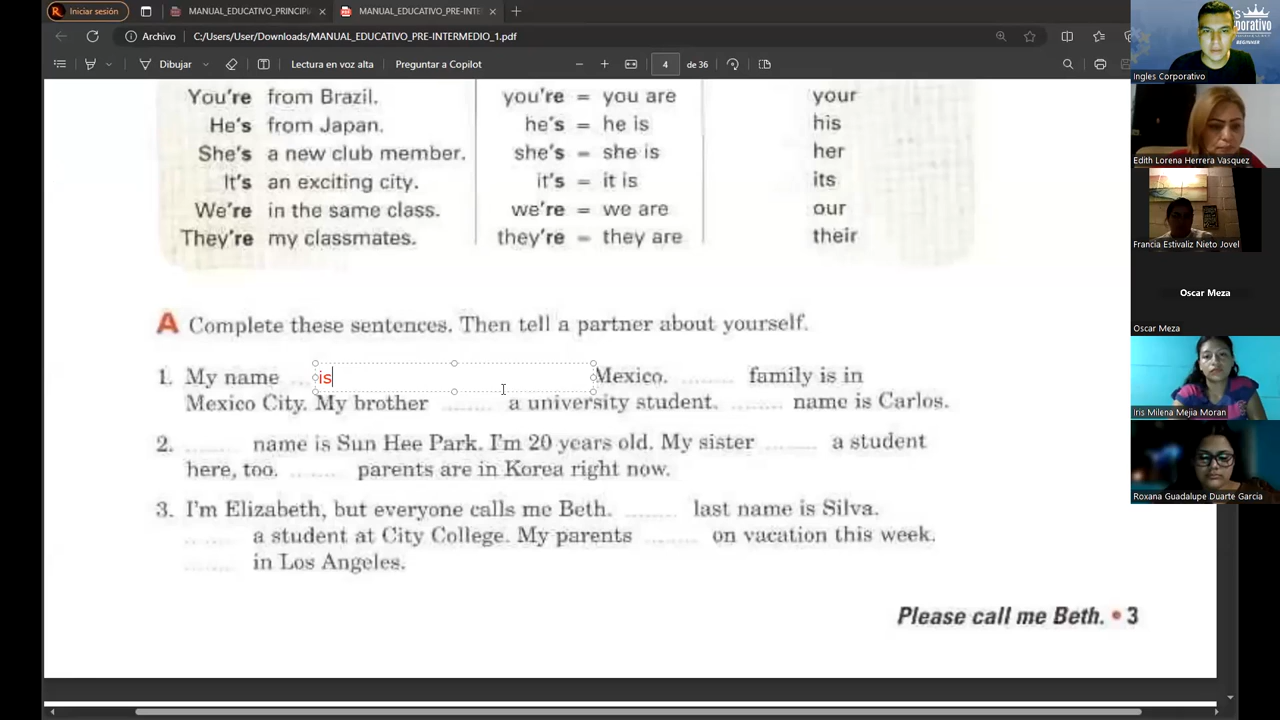 Iniciar sesión
MANUAL_EDUCATIVO_PRINCIPI
MANUAL_EDUCATIVO_PRE-INTE
Archivo
C:/Users/User/Downloads/MANUAL_EDUCATIVO_PRE-INTERMEDIO_1.pdf
Dibujar
Lectura en voz alta
Preguntar a Copilot
4
de 36
You're from Brazil. you're = you are your
He's from Japan. he's = he is his
She's a new club member. she's = she is her
It's an exciting city. it's = it is its
We're in the same class. we're = we are our
They're my classmates. they're = they are their
A Complete these sentences. Then tell a partner about yourself.
1. My name ... is Mexico. ........ family is in
Mexico City. My brother ........ a university student. ........ name is Carlos.
2. ........ name is Sun Hee Park. I'm 20 years old. My sister ........ a student
here, too. ........ parents are in Korea right now.
3. I'm Elizabeth, but everyone calls me Beth. ........ last name is Silva.
........ a student at City College. My parents ........ on vacation this week.
........ in Los Angeles.
Please call me Beth. • 3
BEGINNER
Ingles Corporativo
Edith Lorena Herrera Vasquez
Francia Estivaliz Nieto Jovel
Oscar Meza
Oscar Meza
Iris Milena Mejia Moran
Roxana Guadalupe Duarte Garcia